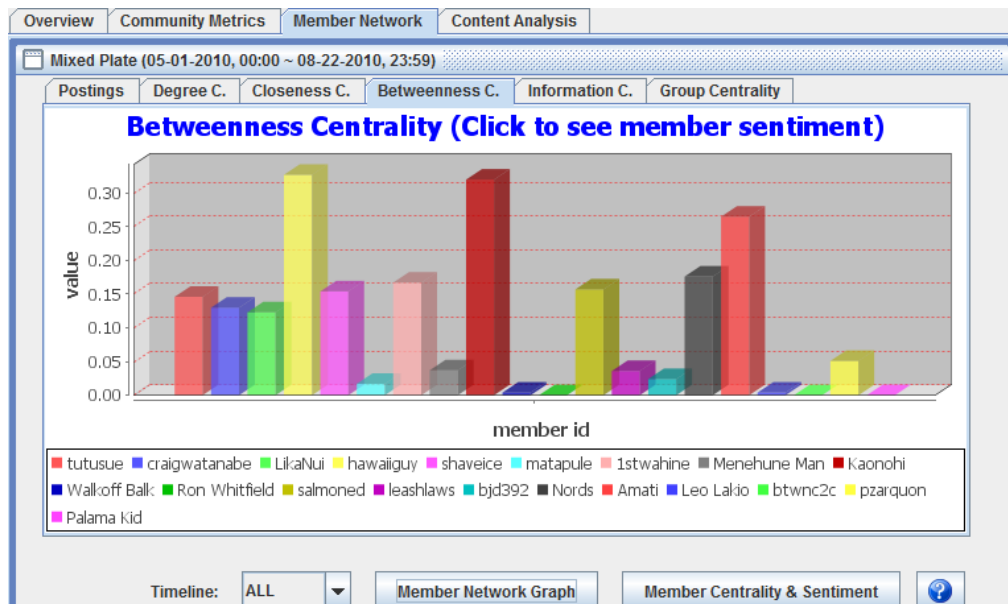 Overview Community Metrics Member Network Content Analysis
Mixed Plate (05-01-2010, 00:00 ~ 08-22-2010, 23:59)
Postings Degree C. Closeness C. Betweenness C. Information C. Group Centrality
Betweenness Centrality (Click to see member sentiment)
0.30
0.25
0.20
0.15
0.10
0.05
0.00
value
member id
tutusue craigwatanabe LikaNui hawaiiguy shaveice matapule 1stwahine Menehune Man Kaonohi
Walkoff Balk Ron Whitfield salmoned leashlaws bjd392 Nords Amati Leo Lakio btwnc2c pzarquon
Palama Kid
Timeline: ALL Member Network Graph Member Centrality & Sentiment ?